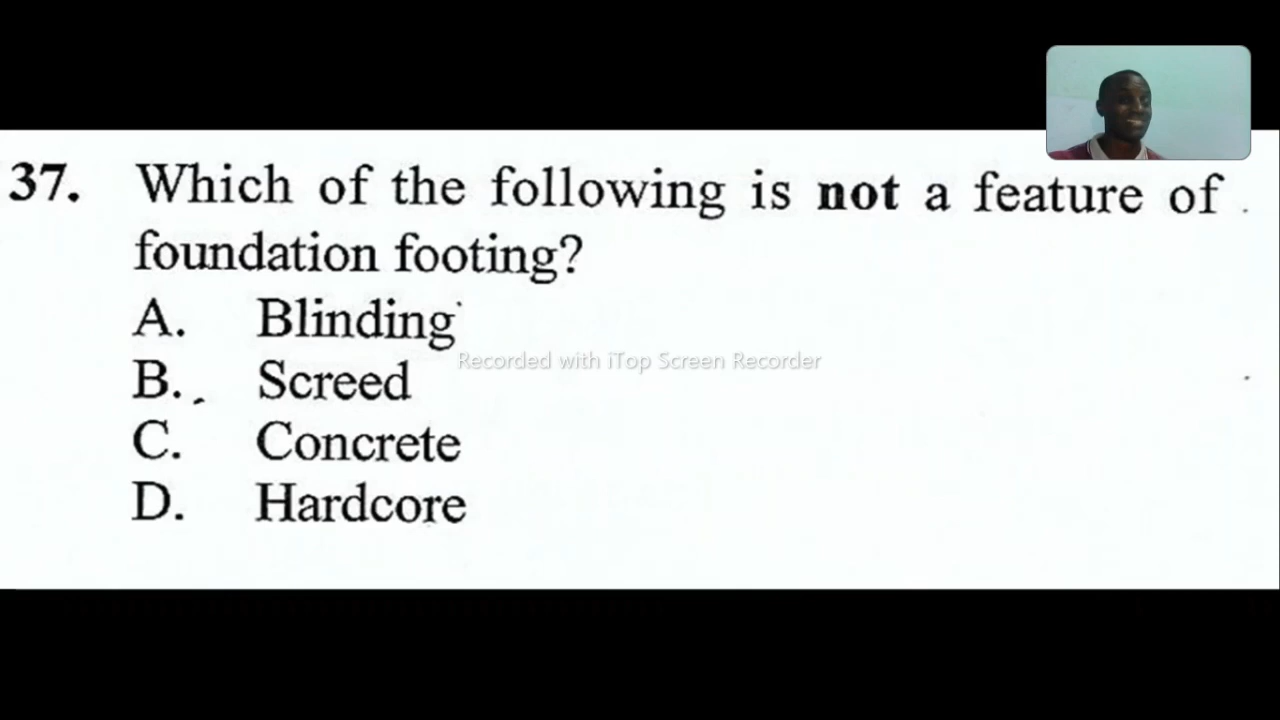 37. Which of the following is not a feature of
foundation footing?
A. Blinding
Recorded with iTop Screen Recorder
B. Screed
C. Concrete
D. Hardcore